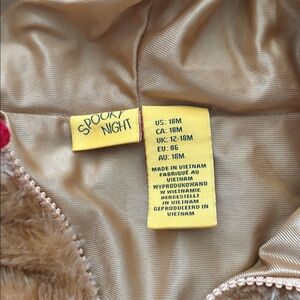 SPOOKY
NIGHT
US: 18M
CA: 18M
UK: 12-18M
EU: 86
AU: 18M
MADE IN VIETNAM
FABRIQUÉ AU
VIETNAM
WYPRODUKOWANO
W WIETNAMIE
HERGESTELLT
IN VIETNAM
GEPRODUCEERD IN
VIETNAM